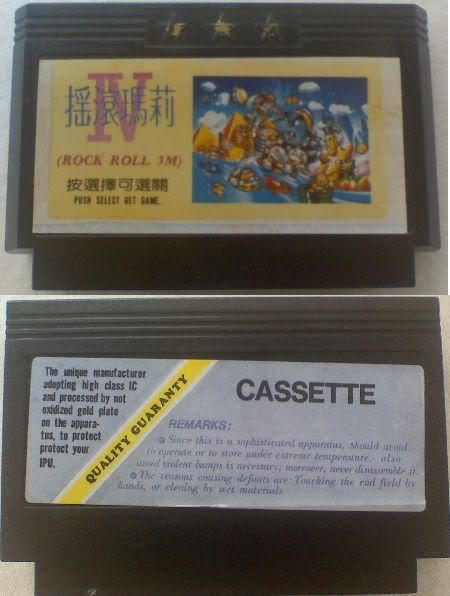 IV
搖滾瑪莉
(ROCK ROLL 3M)
按選擇可選關
PUSH SELECT GET GAME.
The unique manufacturer
adopting high class IC
and processed by not
oxidized gold plate
on the appara-
tus, to protect
protect your
IPU.
QUALITY GUARANTY
CASSETTE
REMARKS:
Since this is a sophisticated apparatus, should avoid
to operate or to store under extreme temperature, also
avoid violent bumps is necessary; moreover, never disassemble it.
The reasons causing defaults are: Touching the end field by
hands, or cleaing by wet materials.